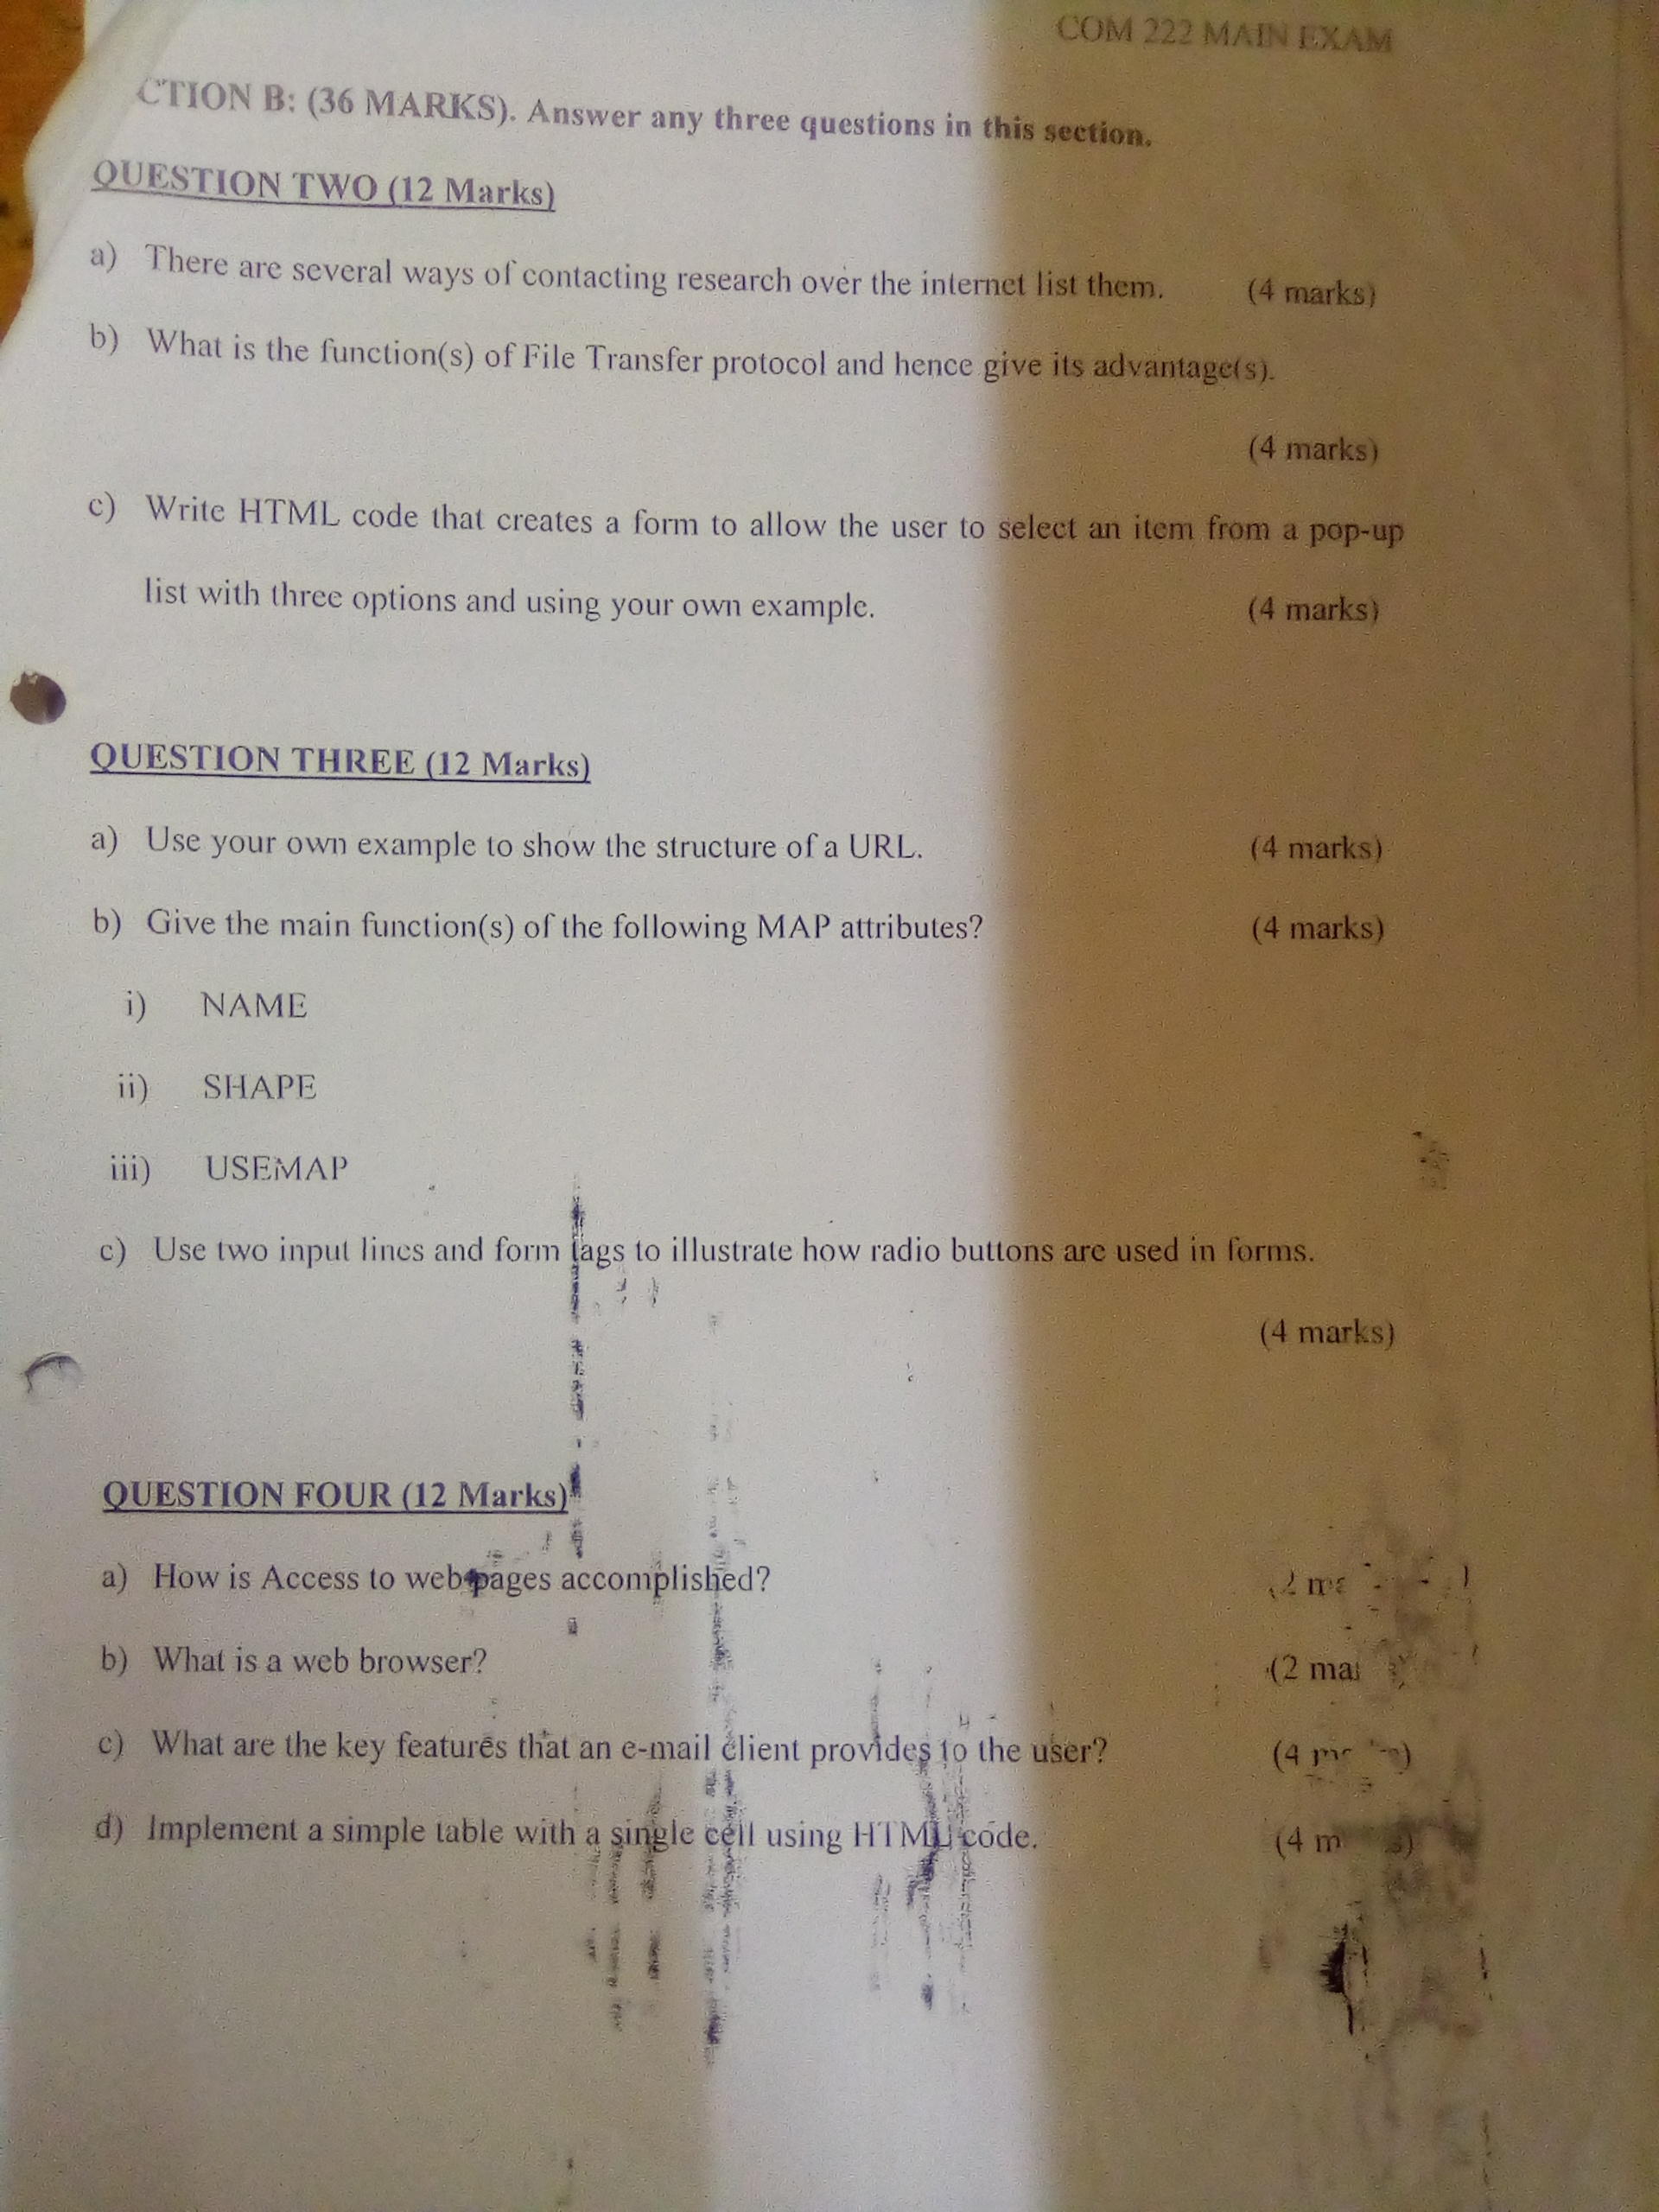 COM 222 MAIN EXAM
CTION B: (36 MARKS). Answer any three questions in this section.
QUESTION TWO (12 Marks)
a) There are several ways of contacting research over the internet list them. (4 marks)
b) What is the function(s) of File Transfer protocol and hence give its advantage(s).
(4 marks)
c) Write HTML code that creates a form to allow the user to select an item from a pop-up
list with three options and using your own example. (4 marks)
QUESTION THREE (12 Marks)
a) Use your own example to show the structure of a URL. (4 marks)
b) Give the main function(s) of the following MAP attributes? (4 marks)
i) NAME
ii) SHAPE
iii) USEMAP
c) Use two input lines and form tags to illustrate how radio buttons are used in forms.
(4 marks)
QUESTION FOUR (12 Marks)
a) How is Access to web pages accomplished? (2
b) What is a web browser? (2
c) What are the key features that an e-mail client provides to the user? (4
d) Implement a simple table with a single cell using HTML code. (4